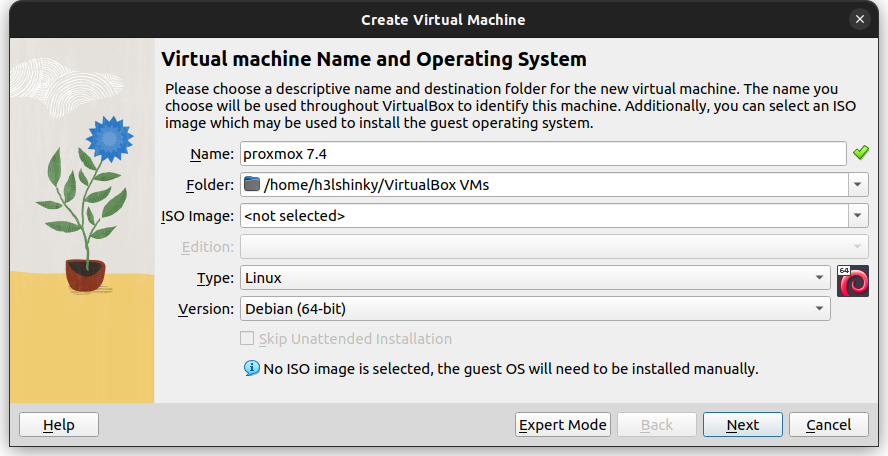 Create Virtual Machine
Virtual machine Name and Operating System
Please choose a descriptive name and destination folder for the new virtual machine. The name you
choose will be used throughout VirtualBox to identify this machine. Additionally, you can select an ISO
image which may be used to install the guest operating system.
Name: proxmox 7.4
Folder: /home/h3lshinky/VirtualBox VMs
ISO Image: <not selected>
Edition:
Type: Linux 64
Version: Debian (64-bit)
Skip Unattended Installation
No ISO image is selected, the guest OS will need to be installed manually.
Help Expert Mode Back Next Cancel